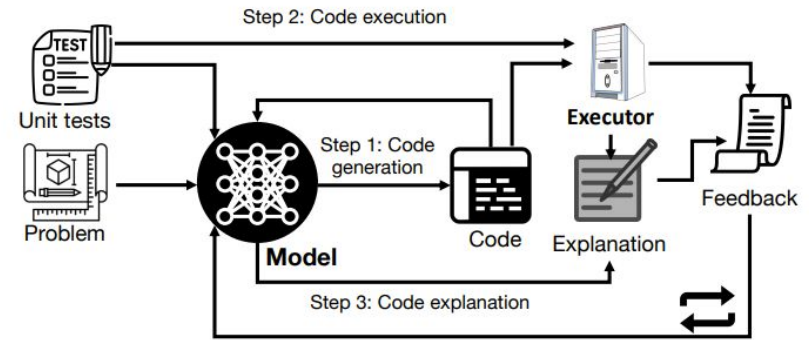 Step 2: Code execution
TEST
Unit tests
Executor
Step 1: Code
generation
Feedback
Problem
Code
Explanation
Model
Step 3: Code explanation